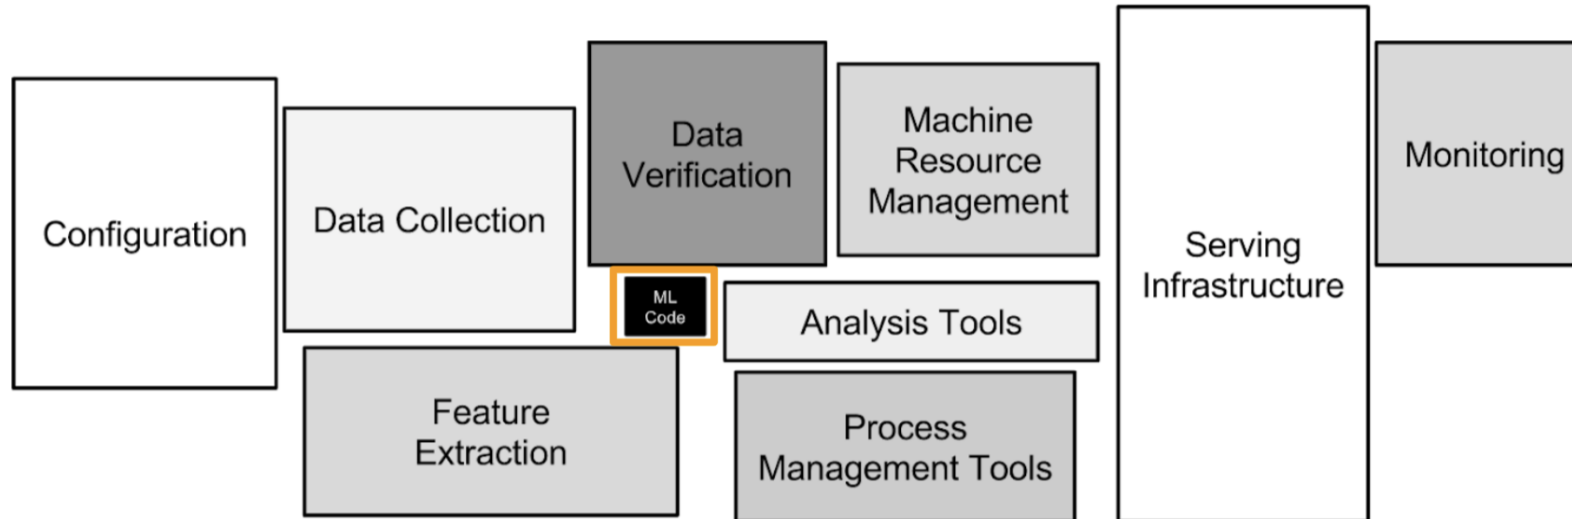 Configuration
Data Collection
Data
Verification
Machine
Resource
Management
Monitoring
Serving
Infrastructure
ML
Code
Analysis Tools
Feature
Extraction
Process
Management Tools